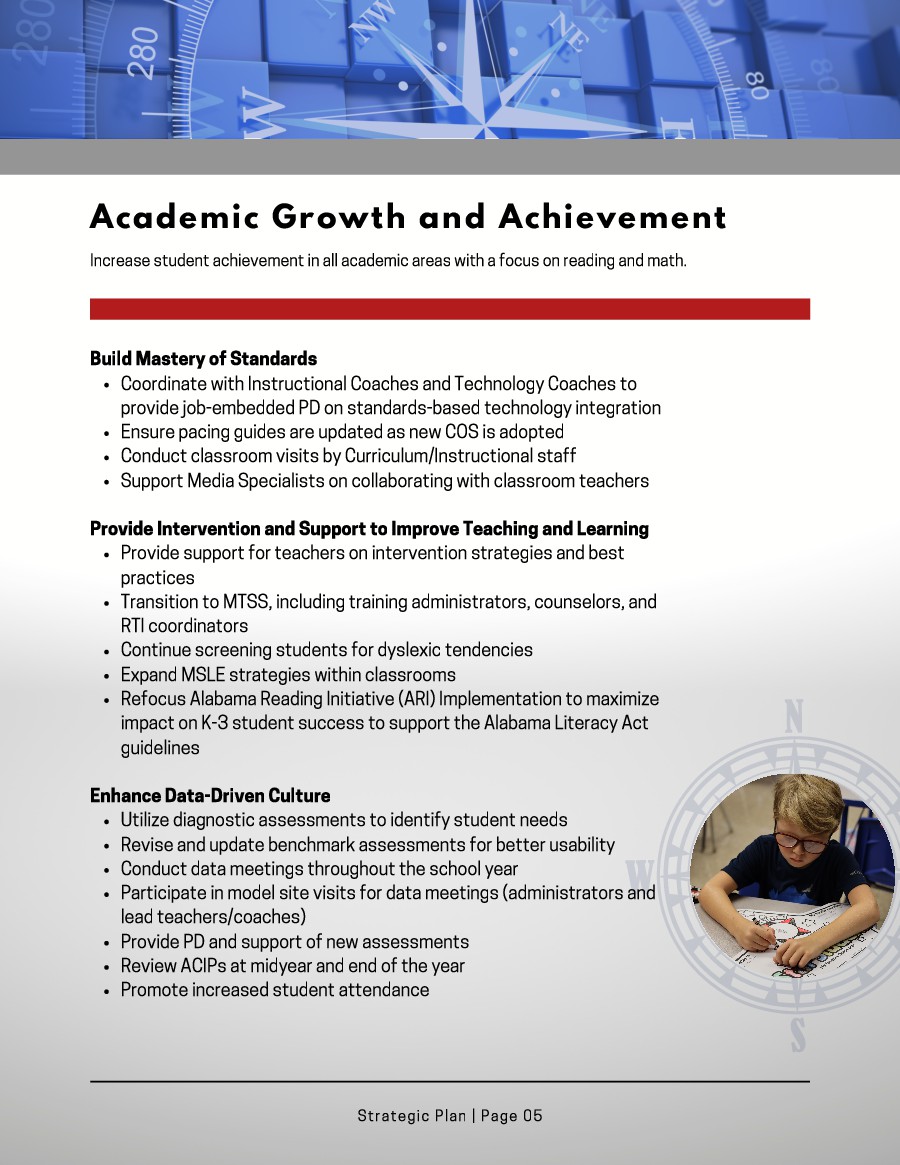 280
280
NW
NE
NE
W
W
E
80
80
Academic Growth and Achievement
Increase student achievement in all academic areas with a focus on reading and math.
Build Mastery of Standards
• Coordinate with Instructional Coaches and Technology Coaches to
provide job-embedded PD on standards-based technology integration
• Ensure pacing guides are updated as new COS is adopted
• Conduct classroom visits by Curriculum/Instructional staff
• Support Media Specialists on collaborating with classroom teachers
Provide Intervention and Support to Improve Teaching and Learning
• Provide support for teachers on intervention strategies and best
practices
• Transition to MTSS, including training administrators, counselors, and
RTI coordinators
• Continue screening students for dyslexic tendencies
• Expand MSLE strategies within classrooms
• Refocus Alabama Reading Initiative (ARI) Implementation to maximize
impact on K-3 student success to support the Alabama Literacy Act
guidelines
Enhance Data-Driven Culture
• Utilize diagnostic assessments to identify student needs
• Revise and update benchmark assessments for better usability
• Conduct data meetings throughout the school year
• Participate in model site visits for data meetings (administrators and
lead teachers/coaches)
• Provide PD and support of new assessments
• Review ACIPs at midyear and end of the year
• Promote increased student attendance
N
W
S
Strategic Plan | Page 05